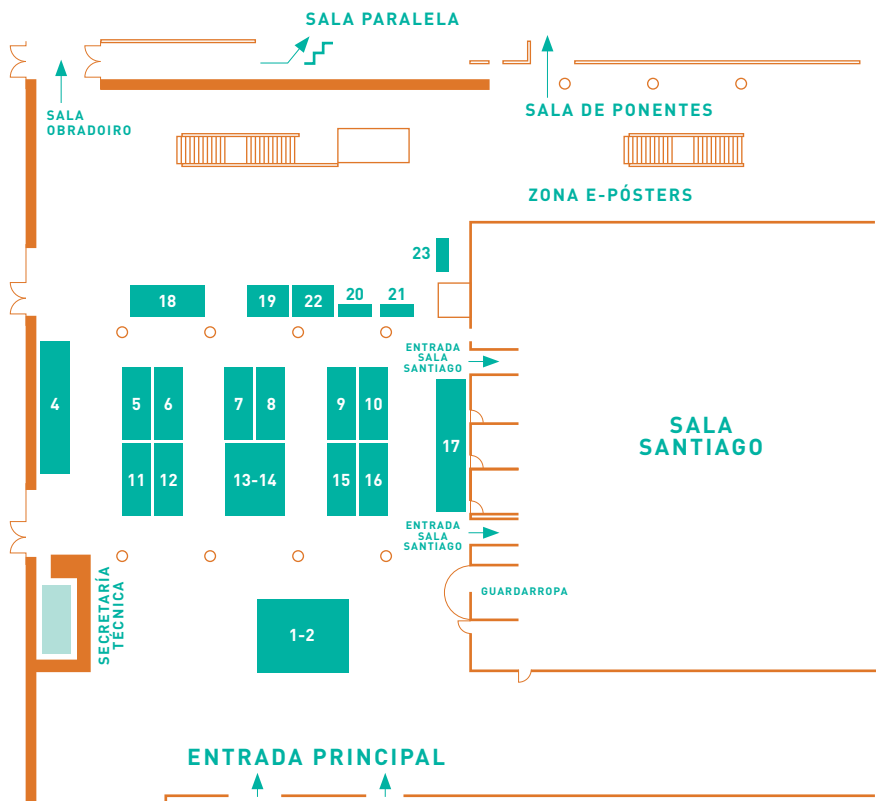 SALA PARALELA
SALA
OBRADOIRO
SALA DE PONENTES
ZONA E-PÓSTERS
23
18
19
22
20
21
ENTRADA
SALA
SANTIAGO
4
5
6
7
8
9
10
17
SALA
SANTIAGO
11
12
13-14
15
16
ENTRADA
SALA
SANTIAGO
SECRETARÍA
TÉCNICA
GUARDARROPA
1-2
ENTRADA PRINCIPAL